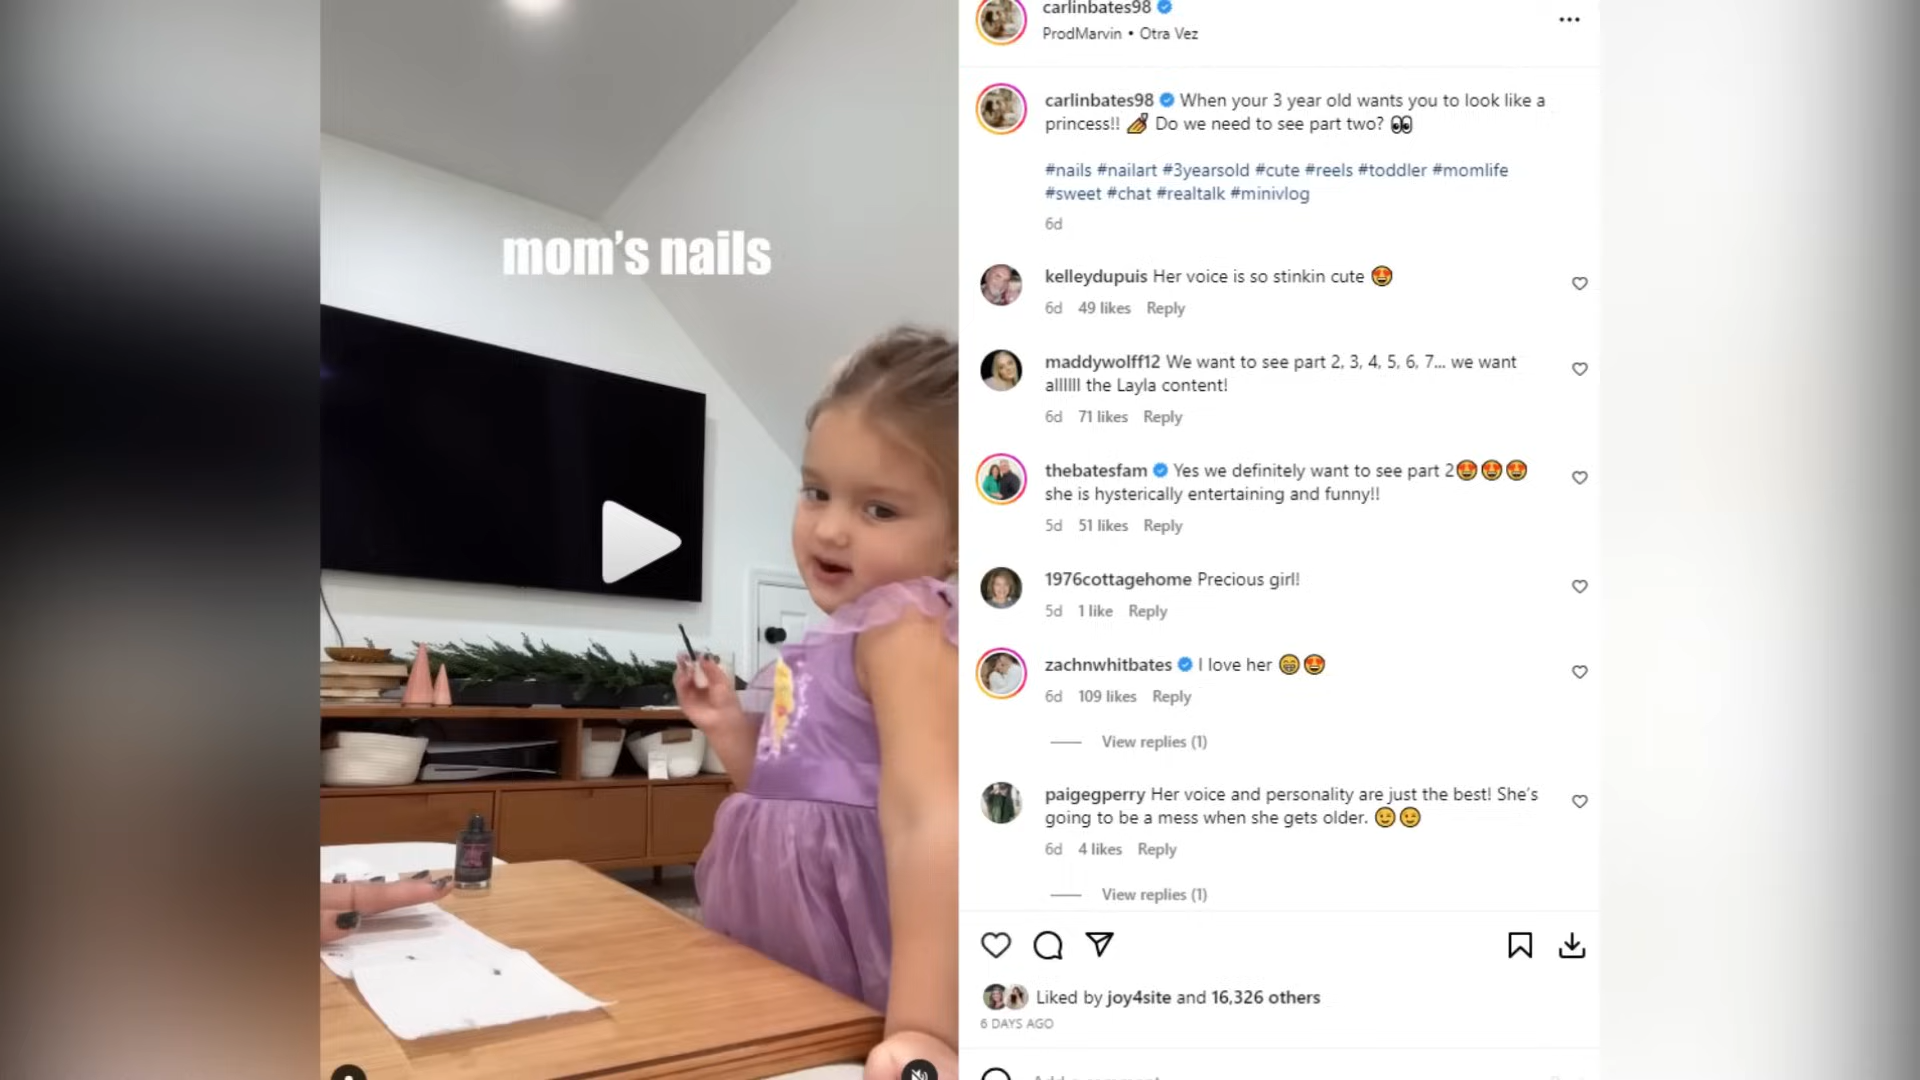 mom's nails
carlinbates98
ProdMarvin • Otra Vez
carlinbates98 When your 3 year old wants you to look like a
princess!! 💅 Do we need to see part two? 👀
#nails #nailart #3yearsold #cute #reels #toddler #momlife
#sweet #chat #realtalk #minivlog
6d
kelleydupuis Her voice is so stinkin cute 🤩
6d 49 likes Reply
maddywolff12 We want to see part 2, 3, 4, 5, 6, 7... we want
allllll the Layla content!
6d 71 likes Reply
thebatesfam Yes we definitely want to see part 2🤩🤩🤩
she is hysterically entertaining and funny!!
5d 51 likes Reply
1976cottagehome Precious girl!
5d 1 like Reply
zachnwhitbates I love her 😁🤩
6d 109 likes Reply
View replies (1)
paigegperry Her voice and personality are just the best! She's
going to be a mess when she gets older. 😉😉
6d 4 likes Reply
View replies (1)
Liked by joy4site and 16,326 others
6 DAYS AGO
Add a comment...